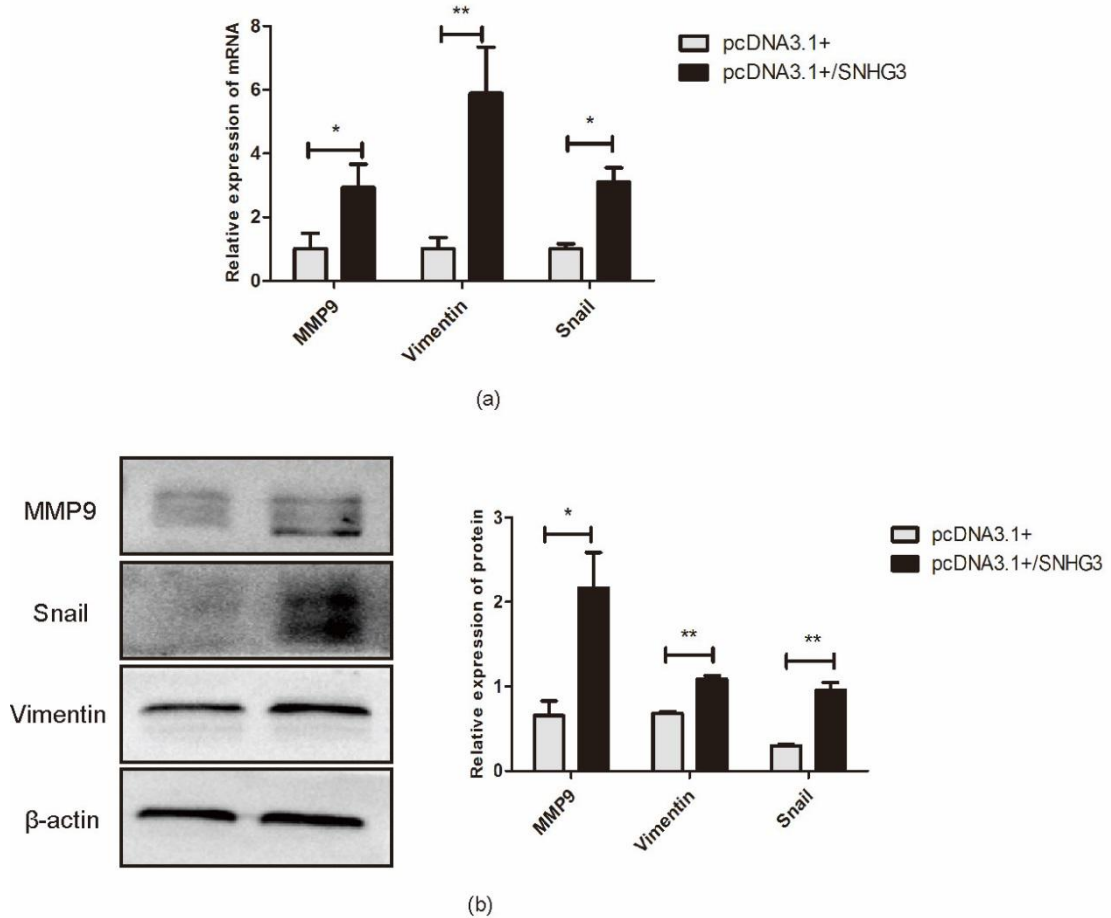 8
6
4
2
0
Relative expression of mRNA
*
**
*
MMP9
Vimentin
Snail
pcDNA3.1+
pcDNA3.1+/SNHG3
(a)
MMP9
Snail
Vimentin
β-actin
3
2
1
0
Relative expression of protein
*
**
**
MMP9
Vimentin
Snail
pcDNA3.1+
pcDNA3.1+/SNHG3
(b)